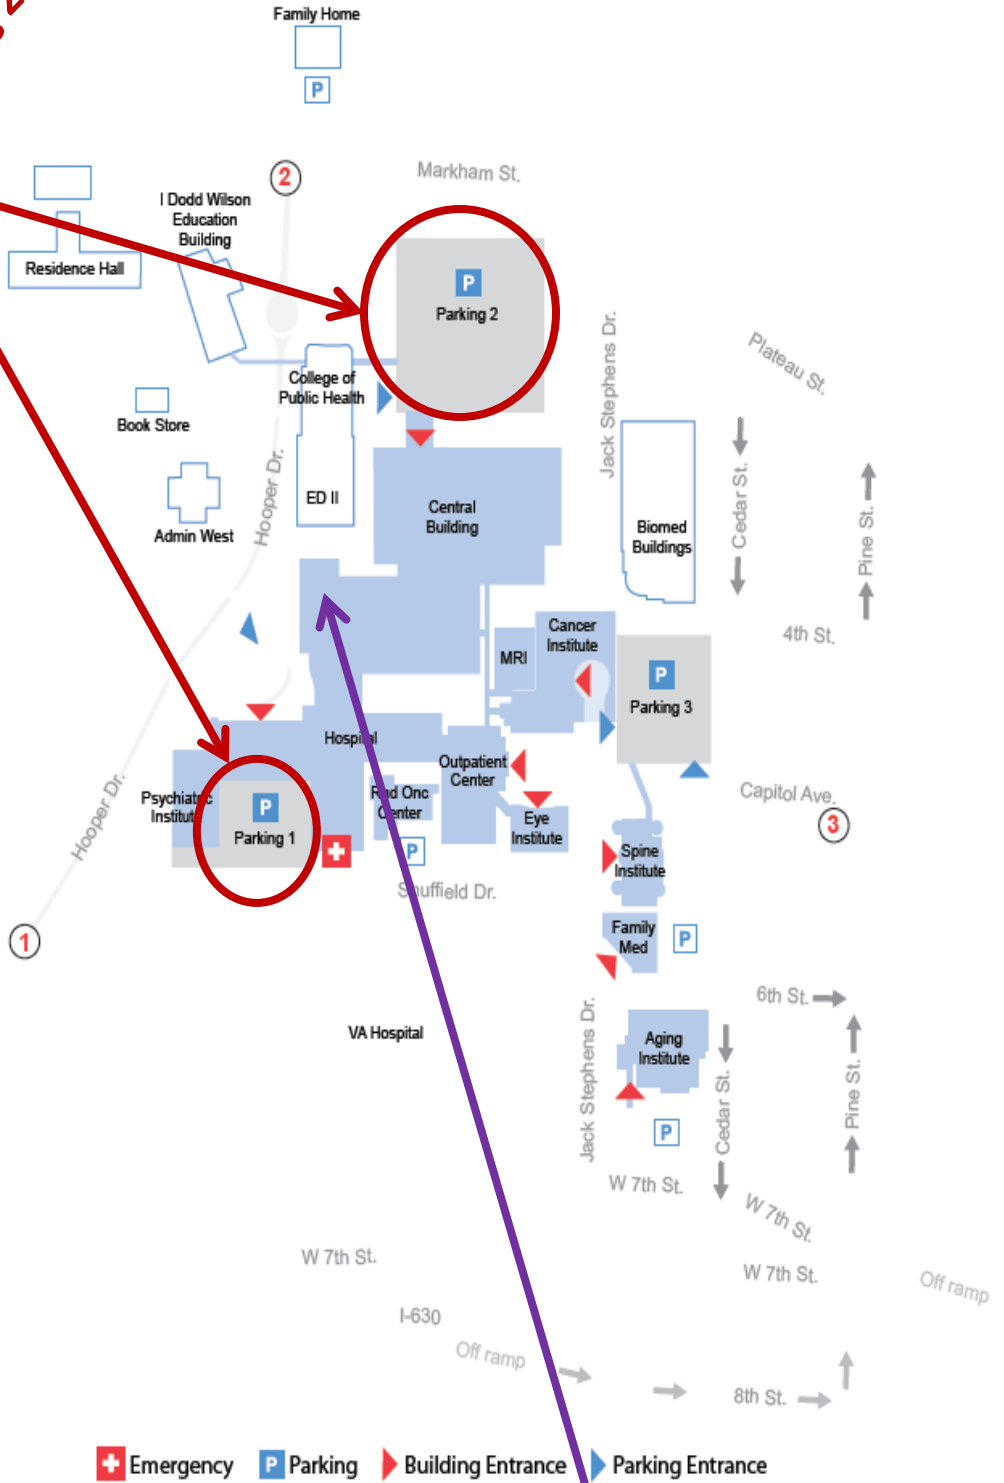 Family Home
P
2
Markham St.
I Dodd Wilson
Education
Building
Residence Hall
P
Parking 2
Jack Stephens Dr.
Plateau St.
College of
Public Health
Book Store
Hooper Dr.
ED II
Admin West
Central
Building
Biomed
Buildings
Cedar St.
Pine St.
4th St.
Cancer
Institute
MRI
P
Parking 3
Hospital
Outpatient
Center
Hooper Dr.
Psychiatric
Institute
P
Parking 1
Rad Onc
Center
P
Eye
Institute
Capitol Ave.
3
Spine
Institute
Shuffield Dr.
Family
Med
P
1
6th St.
VA Hospital
Jack Stephens Dr.
Aging
Institute
Cedar St.
Pine St.
P
W 7th St.
W 7th St.
W 7th St.
W 7th St.
Off ramp
I-630
Off ramp
8th St.
Emergency
P Parking
Building Entrance
Parking Entrance